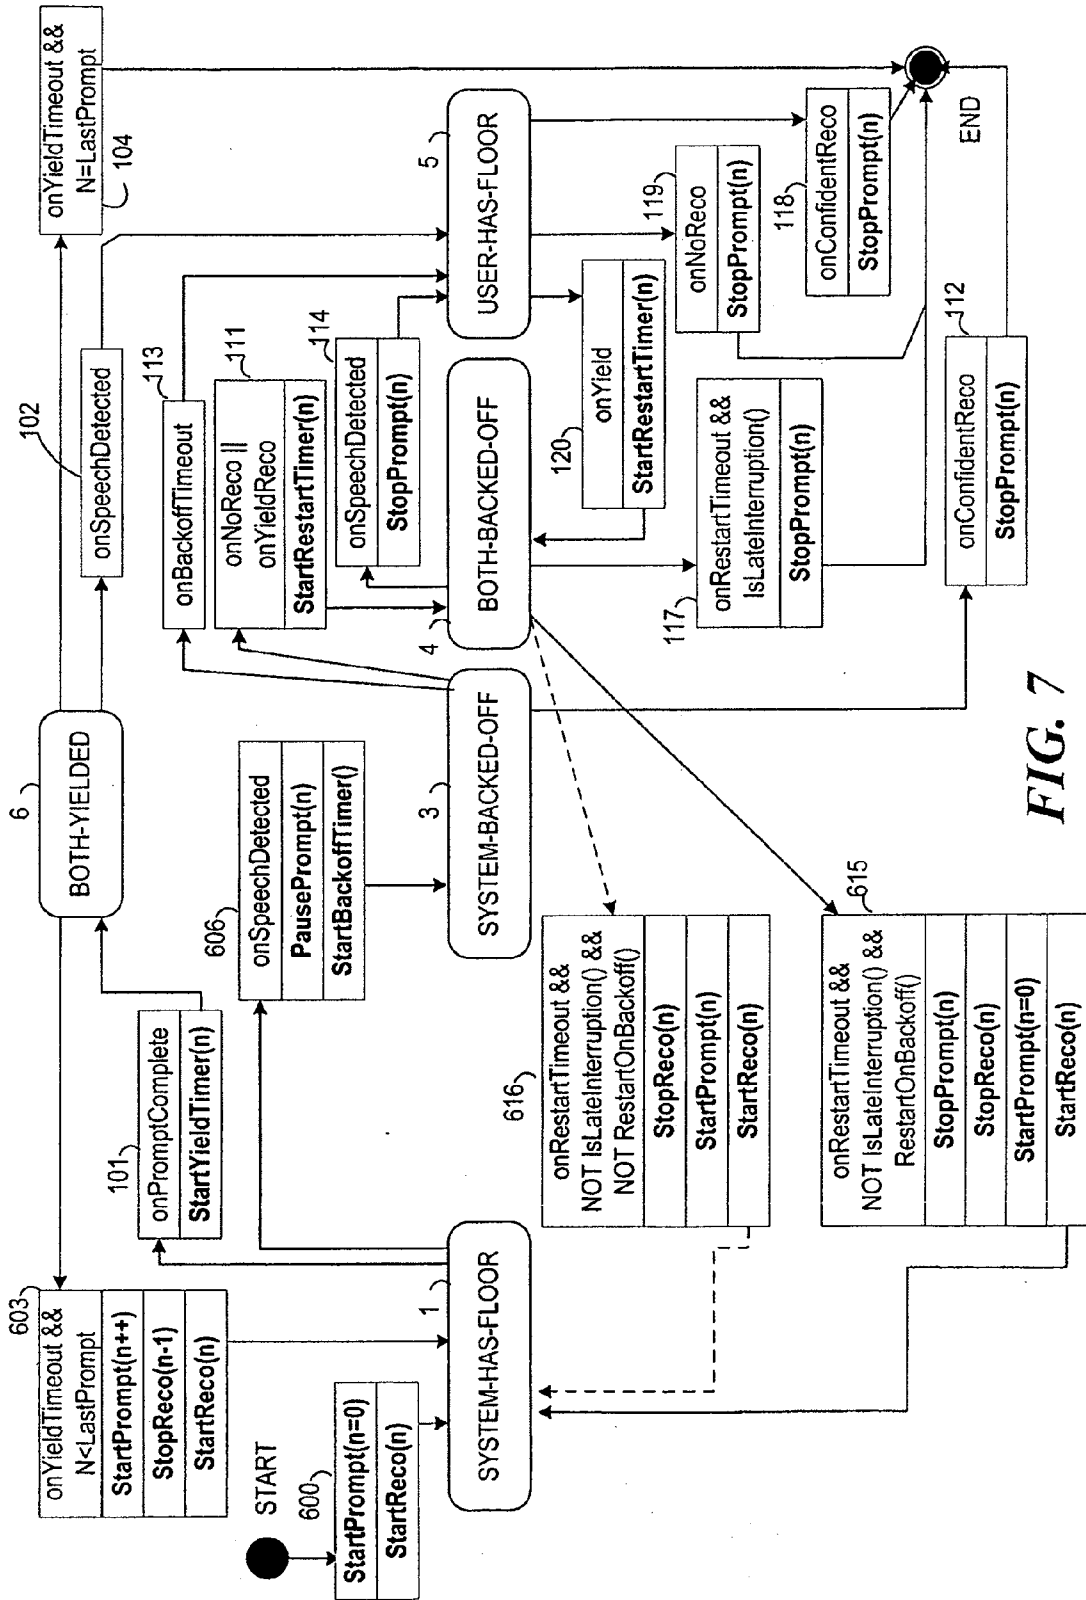 603
onYieldTimeout &&
N<LastPrompt
StartPrompt(n++)
StopReco(n-1)
StartReco(n)
6
BOTH-YIELDED
onYieldTimeout &&
N=LastPrompt
104
102
onSpeechDetected
101
onPromptComplete
StartYieldTimer(n)
START
600
StartPrompt(n=0)
StartReco(n)
606
onSpeechDetected
PausePrompt(n)
StartBackoffTimer()
113
onBackoffTimeout
111
onNoReco ||
onYieldReco
StartRestartTimer(n)
114
onSpeechDetected
StopPrompt(n)
1
SYSTEM-HAS-FLOOR
3
SYSTEM-BACKED-OFF
4
BOTH-BACKED-OFF
5
USER-HAS-FLOOR
120
onYield
StartRestartTimer(n)
119
onNoReco
StopPrompt(n)
118
onConfidentReco
StopPrompt(n)
END
117
onRestartTimeout &&
IsLateInterruption()
StopPrompt(n)
112
onConfidentReco
StopPrompt(n)
616
onRestartTimeout &&
NOT IsLateInterruption() &&
NOT RestartOnBackoff()
StopReco(n)
StartPrompt(n)
StartReco(n)
615
onRestartTimeout &&
NOT IsLateInterruption() &&
RestartOnBackoff()
StopPrompt(n)
StopReco(n)
StartPrompt(n=0)
StartReco(n)
FIG. 7